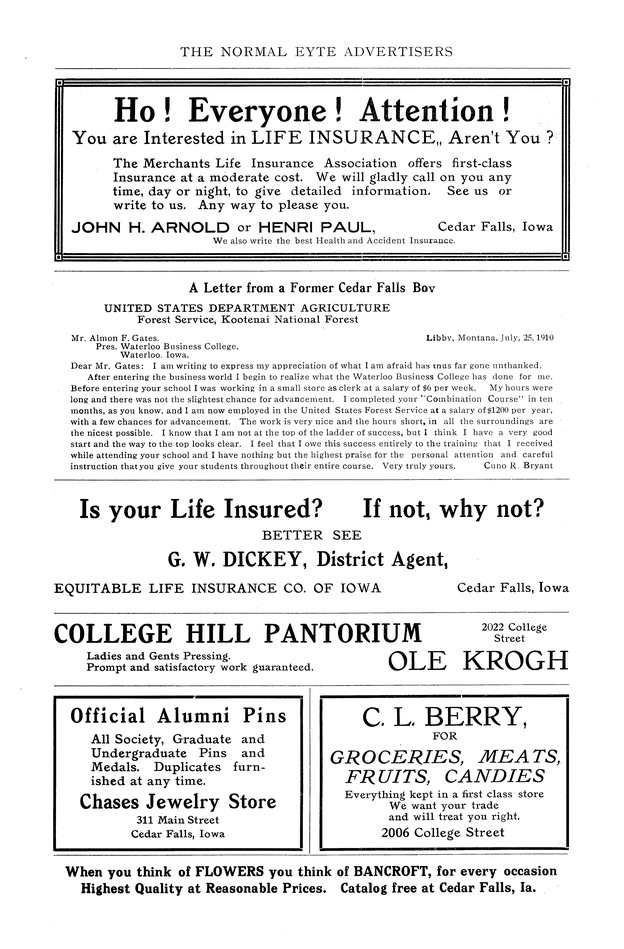 THE NORMAL EYTE ADVERTISERS
Ho! Everyone! Attention!
You are Interested in LIFE INSURANCE,, Aren't You ?
The Merchants Life Insurance Association offers first-class
Insurance at a moderate cost. We will gladly call on you any
time, day or night, to give detailed information. See us or
write to us. Any way to please you.
JOHN H. ARNOLD or HENRI PAUL, Cedar Falls, Iowa
We also write the best Health and Accident Insurance.
A Letter from a Former Cedar Falls Boy
UNITED STATES DEPARTMENT AGRICULTURE
Forest Service, Kootenai National Forest
Mr. Almon F. Gates. Libby, Montana, July, 25, 1910
Pres. Waterloo Business College,
Waterloo, Iowa.
Dear Mr. Gates: I am writing to express my appreciation of what I am afraid has thus far gone unthanked.
After entering the business world I begin to realize what the Waterloo Business College has done for me.
Before entering your school I was working in a small store as clerk at a salary of $6 per week. My hours were
long and there was not the slightest chance for advancement. I completed your "Combination Course" in ten
months, as you know, and I am now employed in the United States Forest Service at a salary of $1200 per year,
with a few chances for advancement. The work is very nice and the hours short, in all the surroundings are
the nicest possible. I know that I am not at the top of the ladder of success, but I think I have a very good
start and the way to the top looks clear. I feel that I owe this success entirely to the training that I received
while attending your school and I have nothing but the highest praise for the personal attention and careful
instruction that you give your students throughout their entire course. Very truly yours. Cuno R. Bryant
Is your Life Insured? If not, why not?
BETTER SEE
G. W. DICKEY, District Agent,
EQUITABLE LIFE INSURANCE CO. OF IOWA Cedar Falls, Iowa
COLLEGE HILL PANTORIUM 2022 College
Street
Ladies and Gents Pressing.
Prompt and satisfactory work guaranteed. OLE KROGH
Official Alumni Pins
All Society, Graduate and
Undergraduate Pins and
Medals. Duplicates furn-
ished at any time.
Chases Jewelry Store
311 Main Street
Cedar Falls, Iowa
C. L. BERRY,
FOR
GROCERIES, MEATS,
FRUITS, CANDIES
Everything kept in a first class store
We want your trade
and will treat you right.
2006 College Street
When you think of FLOWERS you think of BANCROFT, for every occasion
Highest Quality at Reasonable Prices. Catalog free at Cedar Falls, Ia.